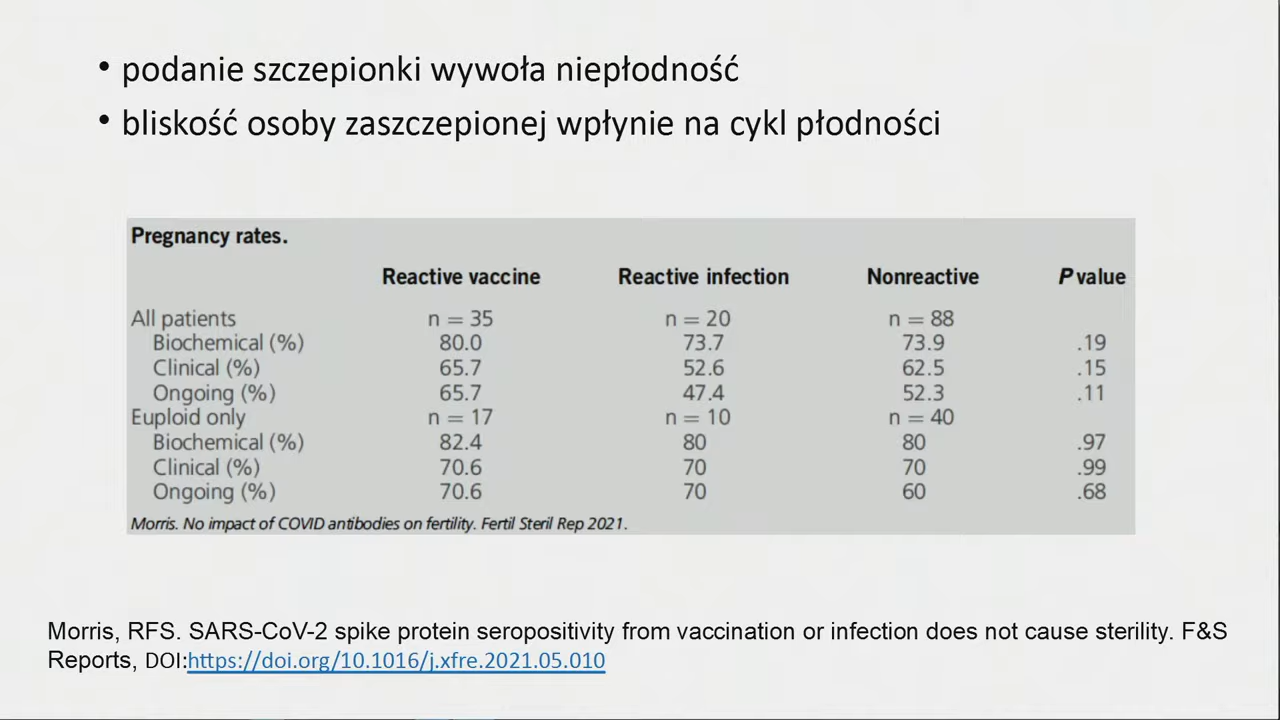 • podanie szczepionki wywoła niepłodność
• bliskość osoby zaszczepionej wpłynie na cykl płodności
Pregnancy rates.
Reactive vaccine Reactive infection Nonreactive P value
All patients n = 35 n = 20 n = 88
Biochemical (%) 80.0 73.7 73.9 .19
Clinical (%) 65.7 52.6 62.5 .15
Ongoing (%) 65.7 47.4 52.3 .11
Euploid only n = 17 n = 10 n = 40
Biochemical (%) 82.4 80 80 .97
Clinical (%) 70.6 70 70 .99
Ongoing (%) 70.6 70 60 .68
Morris. No impact of COVID antibodies on fertility. Fertil Steril Rep 2021.
Morris, RFS. SARS-CoV-2 spike protein seropositivity from vaccination or infection does not cause sterility. F&S
Reports, DOI:https://doi.org/10.1016/j.xfre.2021.05.010